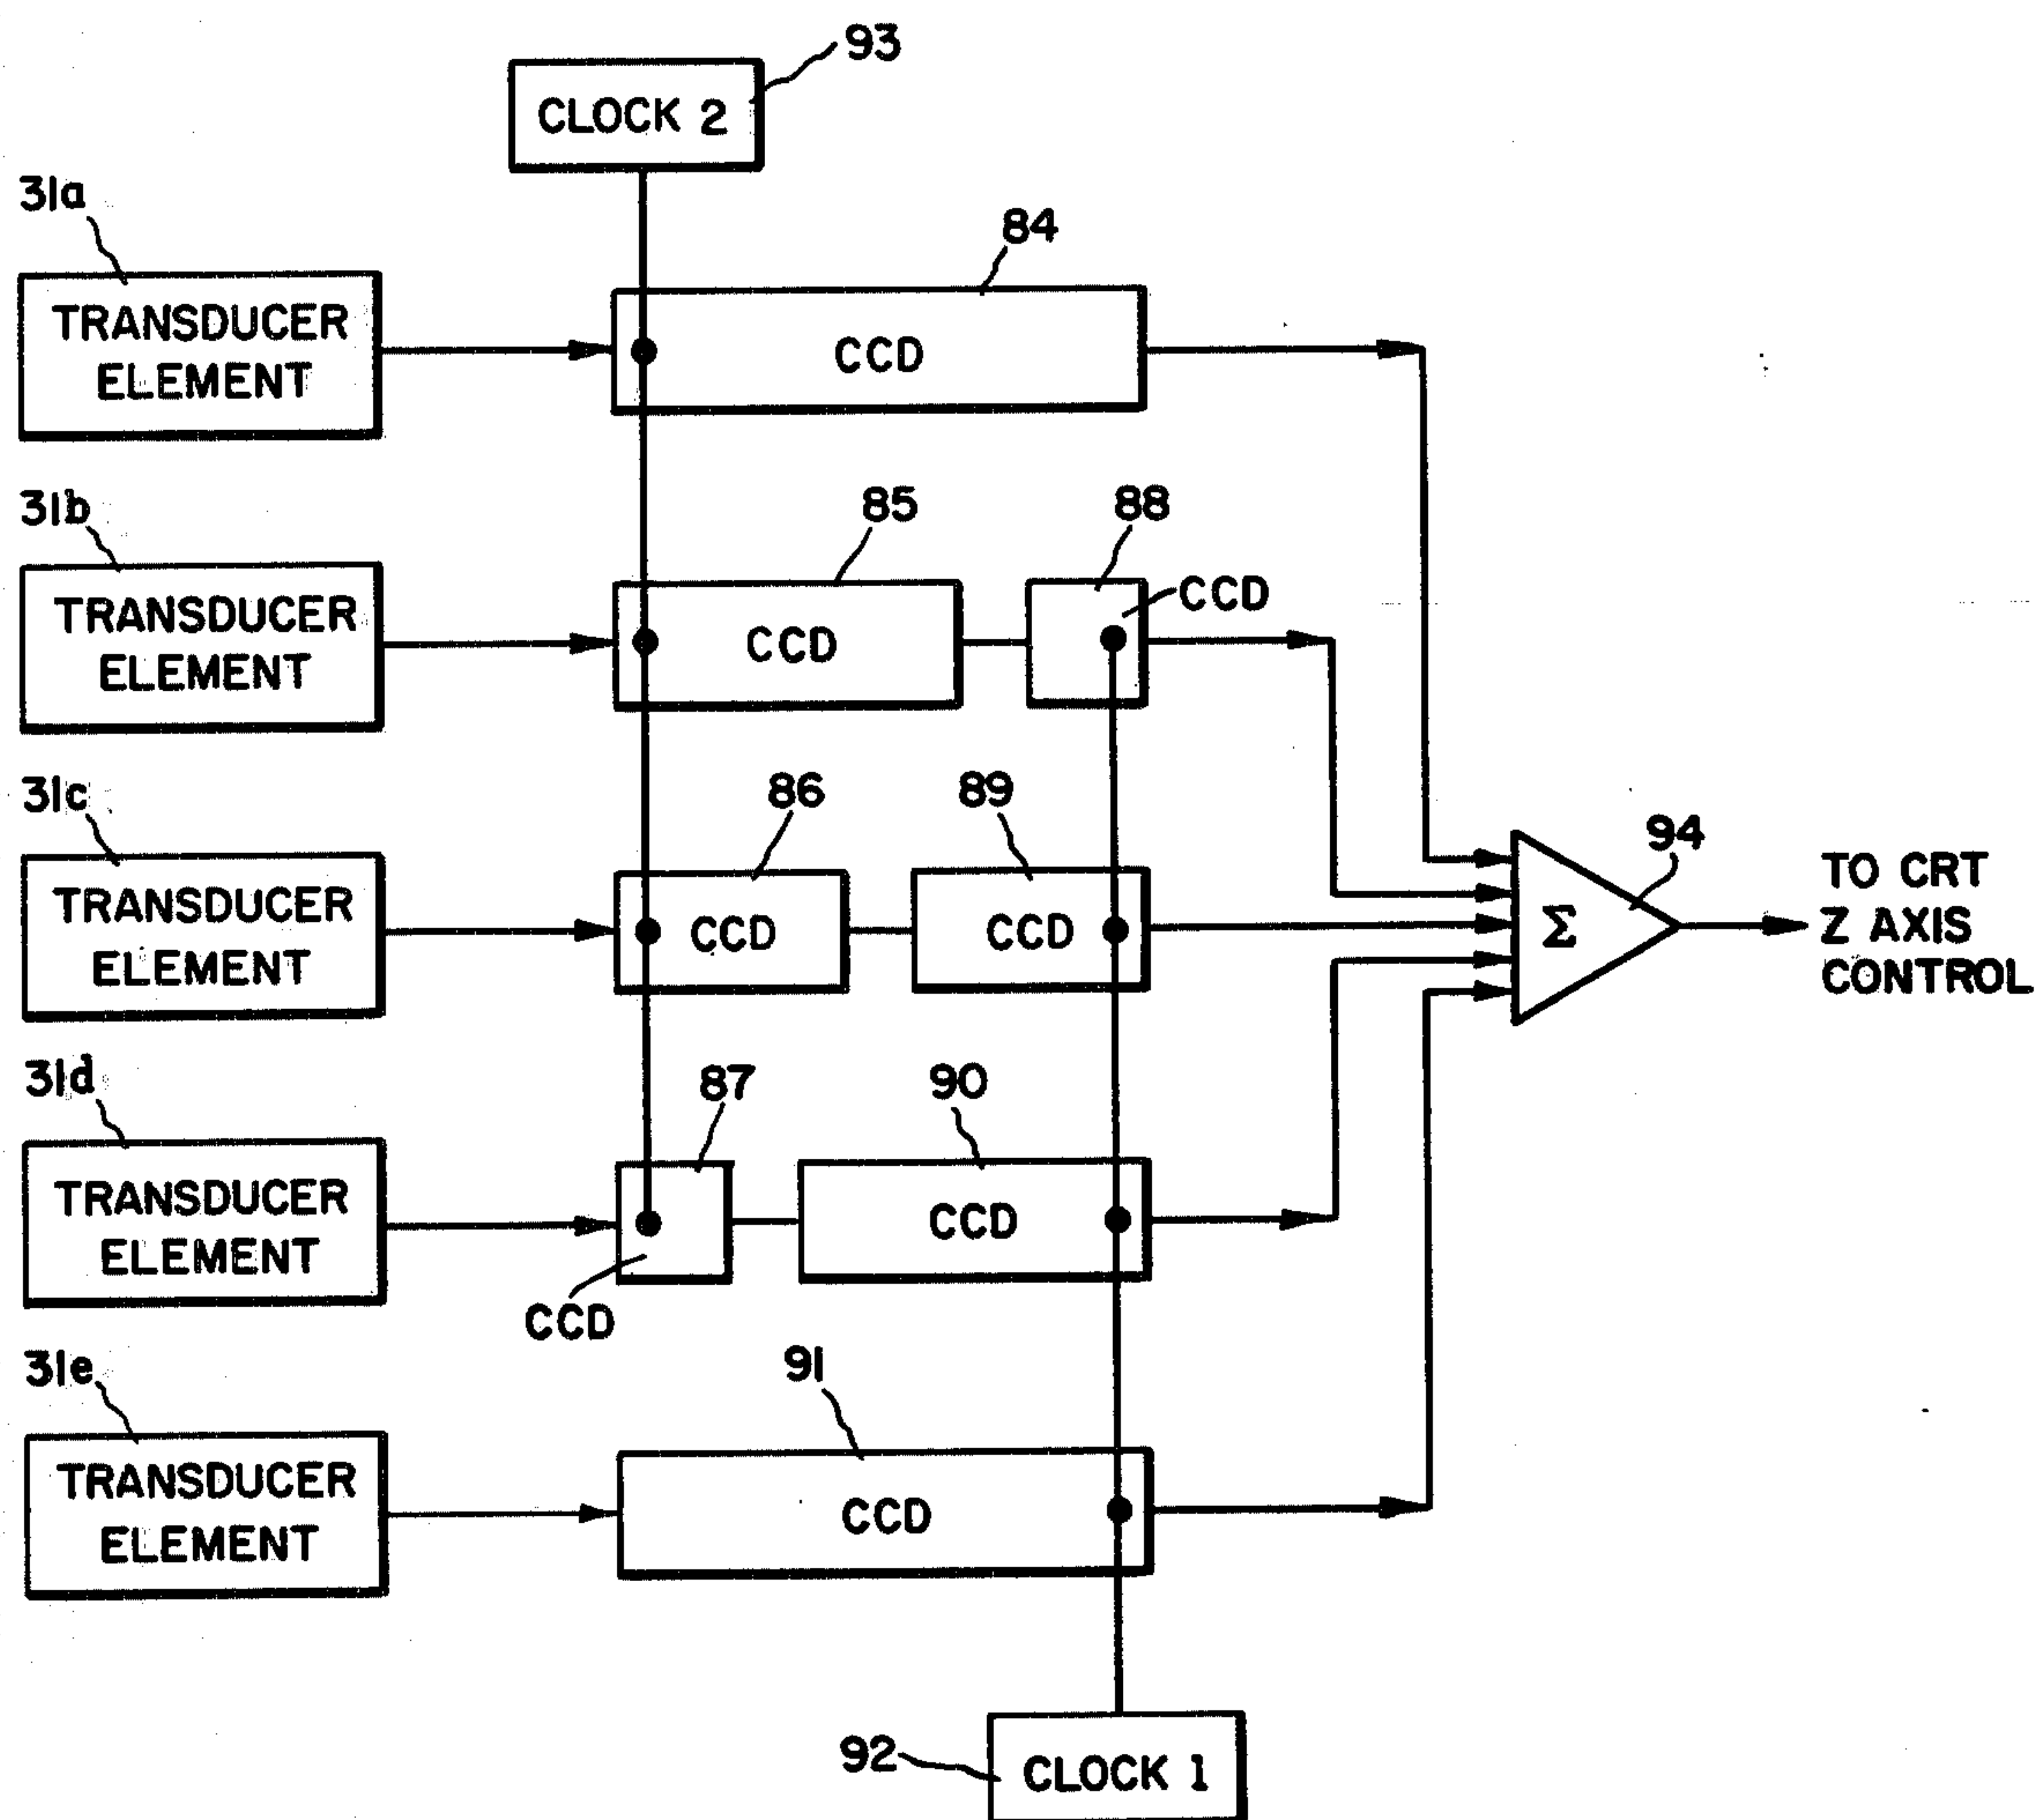 93
CLOCK 2
31a
84
TRANSDUCER
ELEMENT
CCD
31b
85
88
TRANSDUCER
ELEMENT
CCD
CCD
31c
86
89
94
TRANSDUCER
ELEMENT
CCD
CCD
Σ
TO CRT
Z AXIS
CONTROL
31d
87
90
TRANSDUCER
ELEMENT
CCD
CCD
31e
91
TRANSDUCER
ELEMENT
CCD
92
CLOCK 1